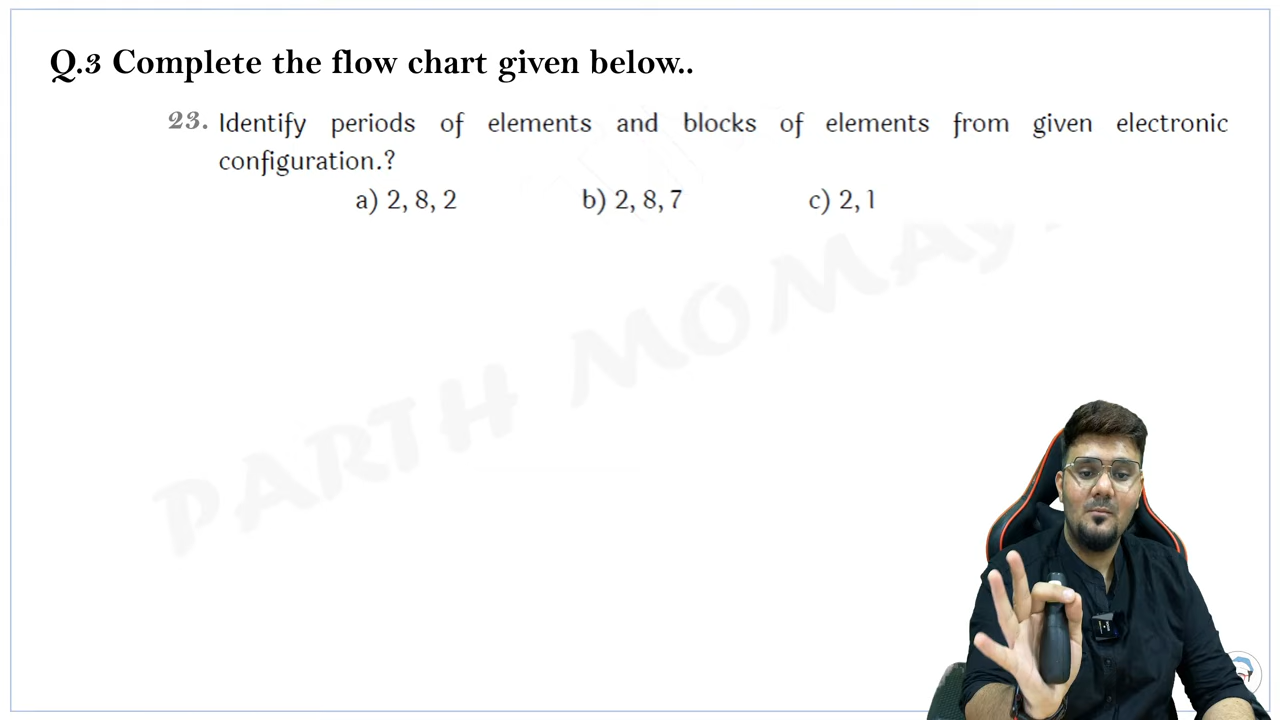 Q.3 Complete the flow chart given below..
23. Identify periods of elements and blocks of elements from given electronic
configuration.?
a) 2, 8, 2 b) 2, 8, 7 c) 2, 1
PARTH MOMAYA